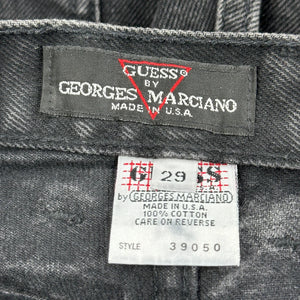 GUESS®
BY
GEORGES MARCIANO
MADE IN U.S.A.
G 29 S
by GEORGES MARCIANO
MADE IN U.S.A.
100% COTTON
CARE ON REVERSE
STYLE 39050